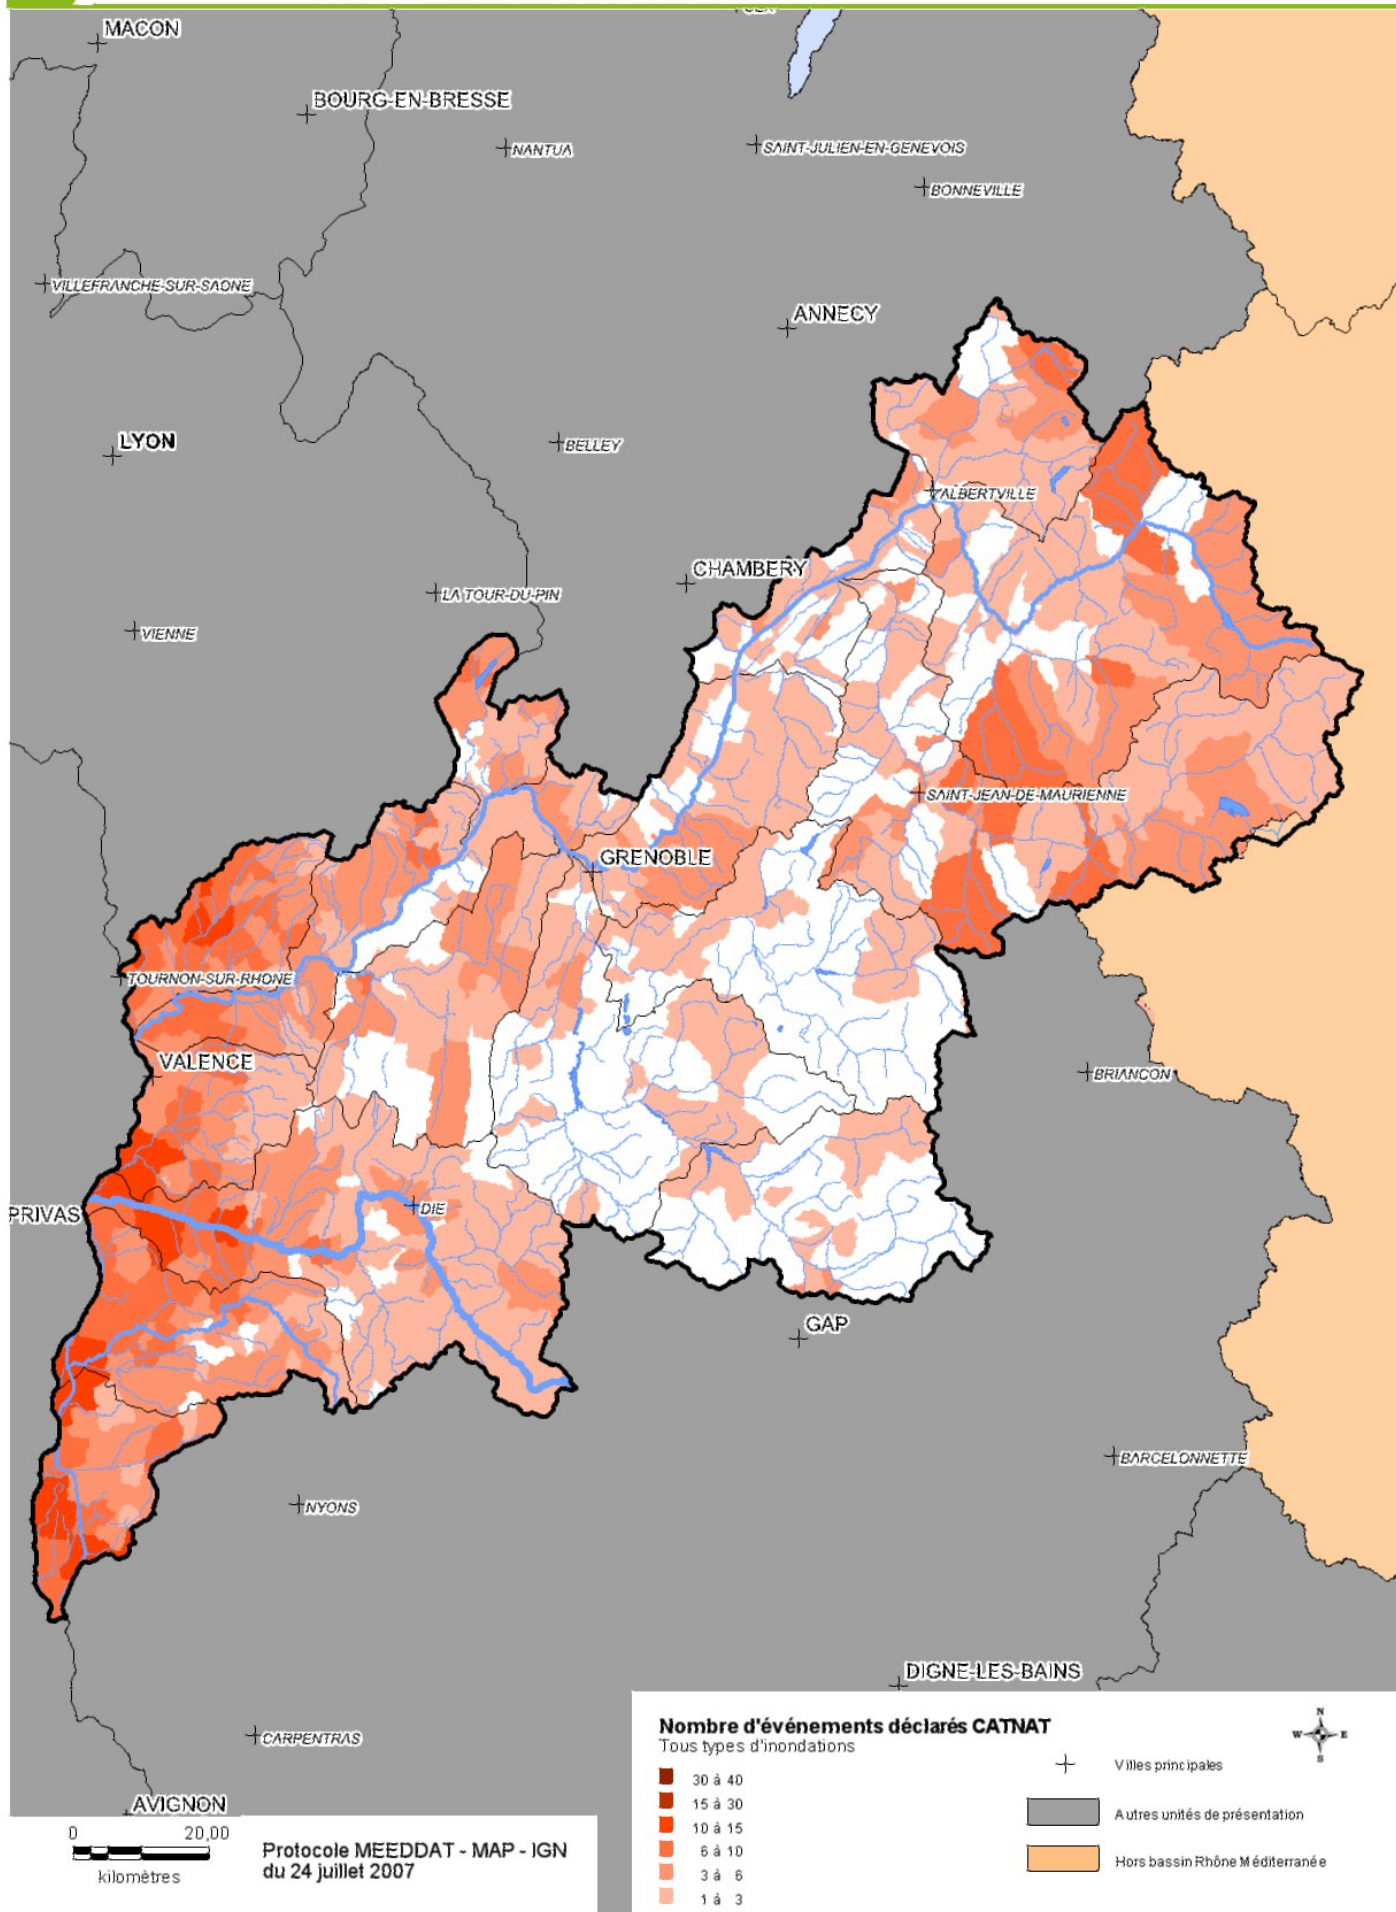 MACON
BOURG-EN-BRESSE
NANTUA
SAINT-JULIEN-EN-GENEVOIS
BONNEVILLE
VILLEFRANCHE-SUR-SAONE
ANNECY
LYON
BELLEY
ALBERTVILLE
CHAMBERY
LA TOUR-DU-PIN
VIENNE
SAINT-JEAN-DE-MAURIENNE
GRENOBLE
TOURNON-SUR-RHONE
VALENCE
BRIANCON
PRIVAS
DIE
GAP
BARCELONNETTE
NYONS
DIGNE-LES-BAINS
CARPENTRAS
AVIGNON
0 20,00
kilomètres
Protocole MEEDDAT - MAP - IGN
du 24 juillet 2007
Nombre d'événements déclarés CATNAT
Tous types d'inondations
30 à 40
15 à 30
10 à 15
6 à 10
3 à 6
1 à 3
N
W E
S
Villes principales
Autres unités de présentation
Hors bassin Rhône Méditerranée